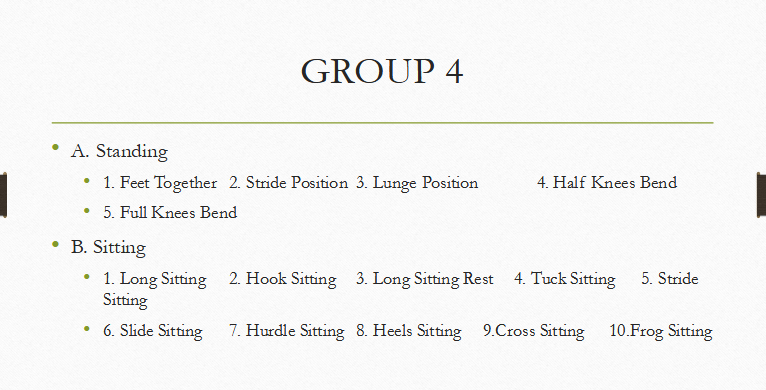 GROUP 4
A. Standing
1. Feet Together 2. Stride Position 3. Lunge Position 4. Half Knees Bend
5. Full Knees Bend
B. Sitting
1. Long Sitting 2. Hook Sitting 3. Long Sitting Rest 4. Tuck Sitting 5. Stride
Sitting
6. Slide Sitting 7. Hurdle Sitting 8. Heels Sitting 9.Cross Sitting 10.Frog Sitting